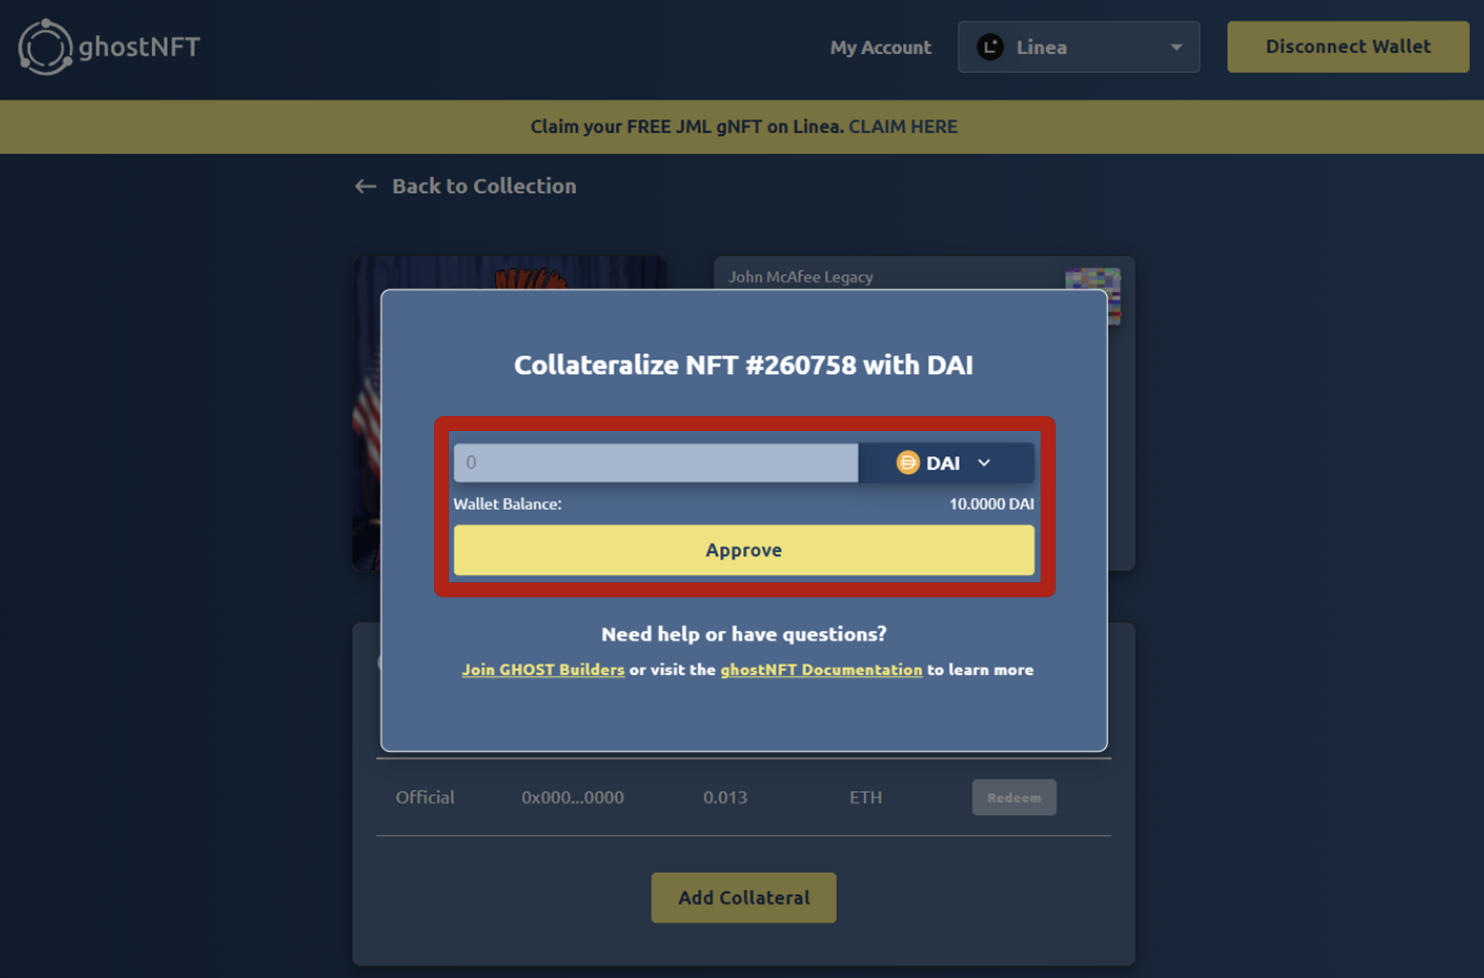 ghostNFT
My Account
Linea
Disconnect Wallet
Claim your FREE JML gNFT on Linea. CLAIM HERE
← Back to Collection
John McAfee Legacy
Collateralize NFT #260758 with DAI
0
DAI
Wallet Balance:
10.0000 DAI
Approve
Need help or have questions?
Join GHOST Builders or visit the ghostNFT Documentation to learn more
Official 0x000...0000 0.013 ETH Redeem
Add Collateral